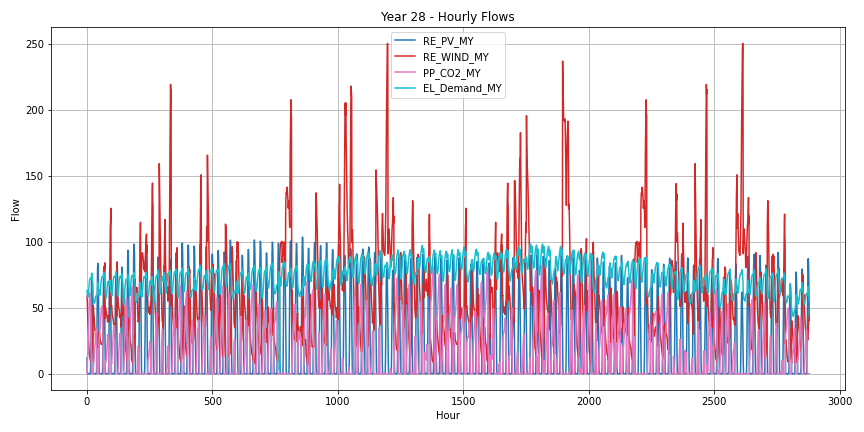 Year 28 - Hourly Flows
RE_PV_MY
RE_WIND_MY
PP_CO2_MY
EL_Demand_MY
250
200
150
100
50
0
Flow
0 500 1000 1500 2000 2500 3000
Hour